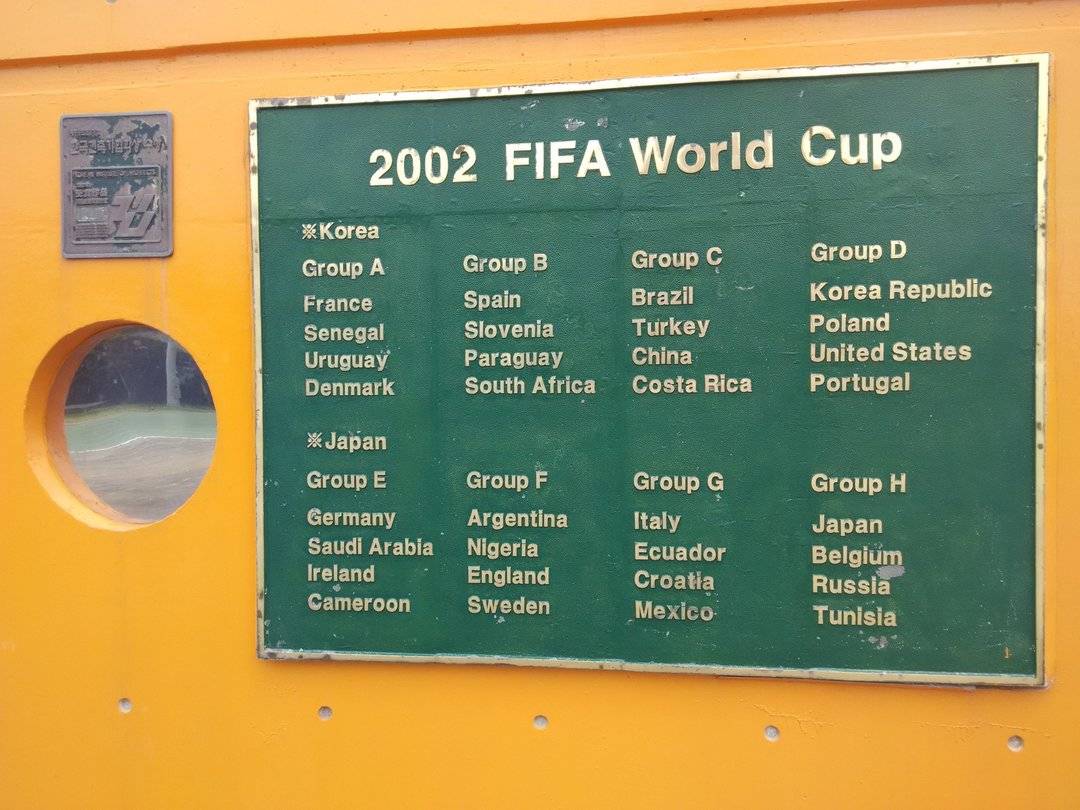 2002 FIFA World Cup
※Korea
Group A
France
Senegal
Uruguay
Denmark
Group B
Spain
Slovenia
Paraguay
South Africa
Group C
Brazil
Turkey
China
Costa Rica
Group D
Korea Republic
Poland
United States
Portugal
※Japan
Group E
Germany
Saudi Arabia
Ireland
Cameroon
Group F
Argentina
Nigeria
England
Sweden
Group G
Italy
Ecuador
Croatia
Mexico
Group H
Japan
Belgium
Russia
Tunisia